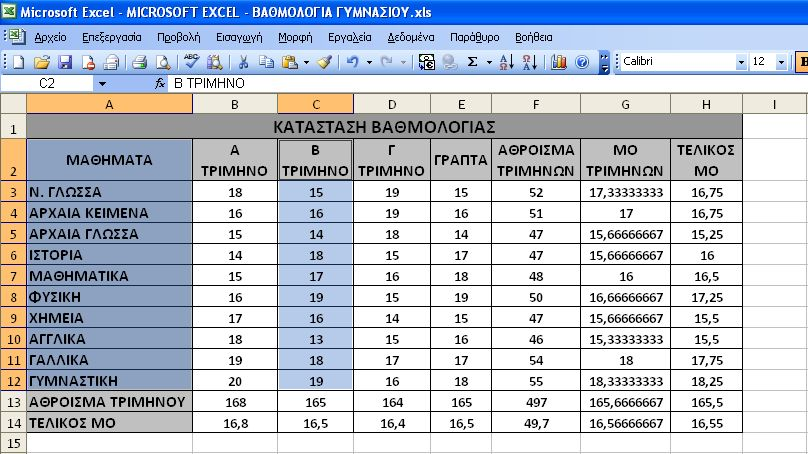 Microsoft Excel - MICROSOFT EXCEL - ΒΑΘΜΟΛΟΓΙΑ ΓΥΜΝΑΣΙΟΥ.xls
Αρχείο Επεξεργασία Προβολή Εισαγωγή Μορφή Εργαλεία Δεδομένα Παράθυρο Βοήθεια
Calibri 12 B
C2 fx Β ΤΡΙΜΗΝΟ
A B C D E F G H I
1 ΚΑΤΑΣΤΑΣΗ ΒΑΘΜΟΛΟΓΙΑΣ
2 ΜΑΘΗΜΑΤΑ Α ΤΡΙΜΗΝΟ Β ΤΡΙΜΗΝΟ Γ ΤΡΙΜΗΝΟ ΓΡΑΠΤΑ ΑΘΡΟΙΣΜΑ ΤΡΙΜΗΝΩΝ ΜΟ ΤΡΙΜΗΝΩΝ ΤΕΛΙΚΟΣ ΜΟ
3 Ν. ΓΛΩΣΣΑ 18 15 19 15 52 17,33333333 16,75
4 ΑΡΧΑΙΑ ΚΕΙΜΕΝΑ 16 16 19 16 51 17 16,75
5 ΑΡΧΑΙΑ ΓΛΩΣΣΑ 15 14 18 14 47 15,66666667 15,25
6 ΙΣΤΟΡΙΑ 14 18 15 17 47 15,66666667 16
7 ΜΑΘΗΜΑΤΙΚΑ 15 17 16 18 48 16 16,5
8 ΦΥΣΙΚΗ 16 19 15 19 50 16,66666667 17,25
9 ΧΗΜΕΙΑ 17 16 14 15 47 15,66666667 15,5
10 ΑΓΓΛΙΚΑ 18 13 15 16 46 15,33333333 15,5
11 ΓΑΛΛΙΚΑ 19 18 17 17 54 18 17,75
12 ΓΥΜΝΑΣΤΙΚΗ 20 19 16 18 55 18,33333333 18,25
13 ΑΘΡΟΙΣΜΑ ΤΡΙΜΗΝΟΥ 168 165 164 165 497 165,6666667 165,5
14 ΤΕΛΙΚΟΣ ΜΟ 16,8 16,5 16,4 16,5 49,7 16,56666667 16,55
15